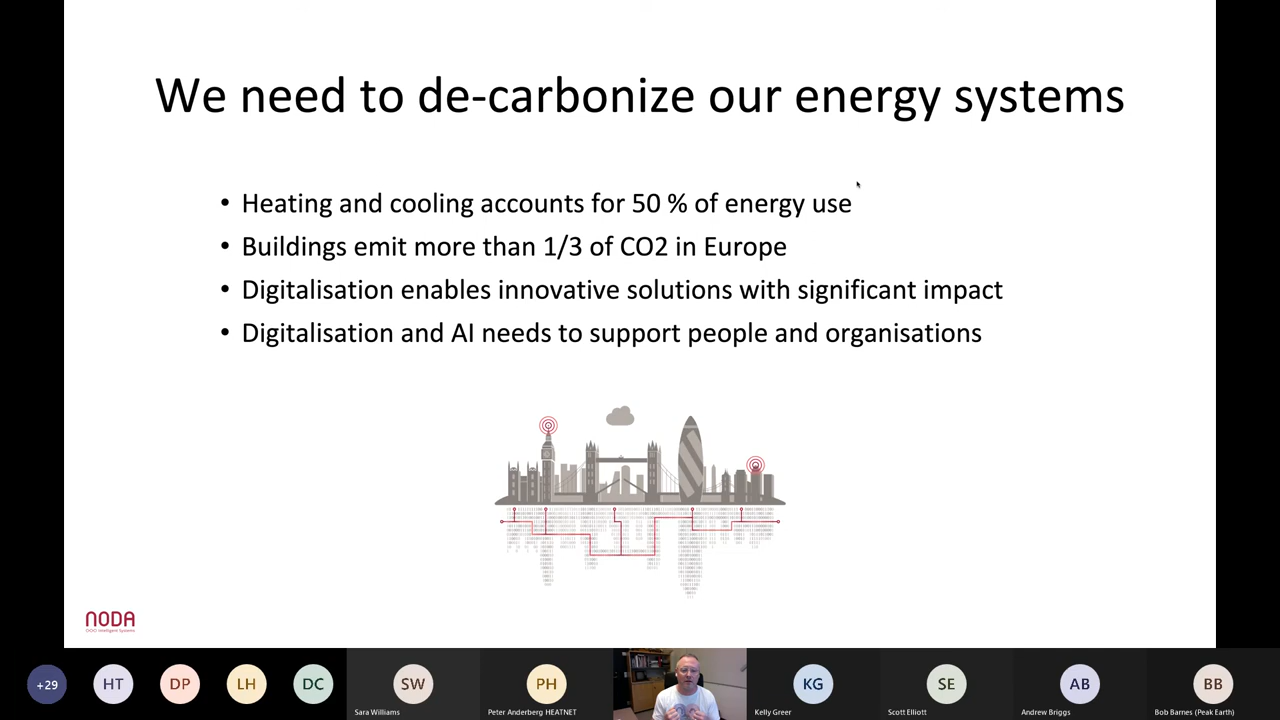 We need to de-carbonize our energy systems
• Heating and cooling accounts for 50 % of energy use
• Buildings emit more than 1/3 of CO2 in Europe
• Digitalisation enables innovative solutions with significant impact
• Digitalisation and AI needs to support people and organisations
NODA
Intelligent Systems
+29
HT
DP
LH
DC
SW
PH
KG
SE
AB
BB
Sara Williams
Peter Anderberg HEATNET
Kelly Greer
Scott Elliott
Andrew Briggs
Bob Barnes (Peak Earth)